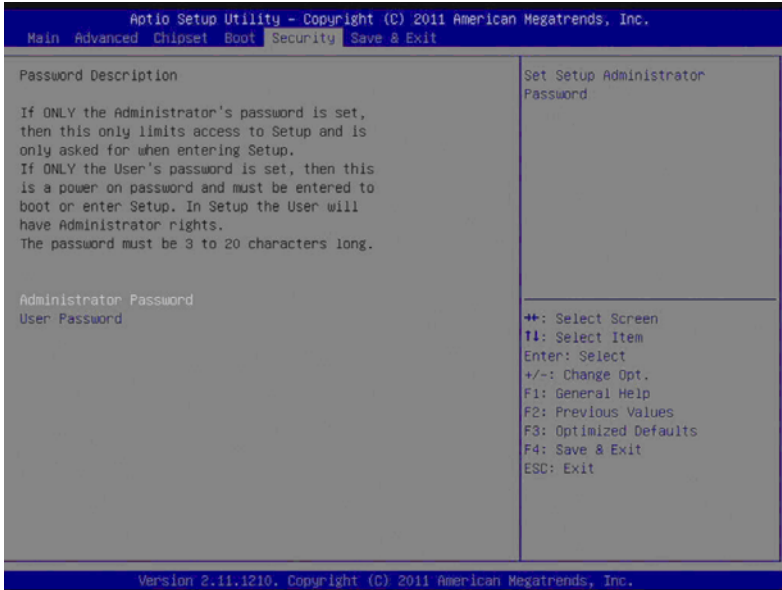 Aptio Setup Utility – Copyright (C) 2011 American Megatrends, Inc.
Main Advanced Chipset Boot Security Save & Exit
Password Description
If ONLY the Administrator's password is set,
then this only limits access to Setup and is
only asked for when entering Setup.
If ONLY the User's password is set, then this
is a power on password and must be entered to
boot or enter Setup. In Setup the User will
have Administrator rights.
The password must be 3 to 20 characters long.
Administrator Password
User Password
Set Setup Administrator
Password
→←: Select Screen
↑↓: Select Item
Enter: Select
+/-: Change Opt.
F1: General Help
F2: Previous Values
F3: Optimized Defaults
F4: Save & Exit
ESC: Exit
Version 2.11.1210. Copyright (C) 2011 American Megatrends, Inc.